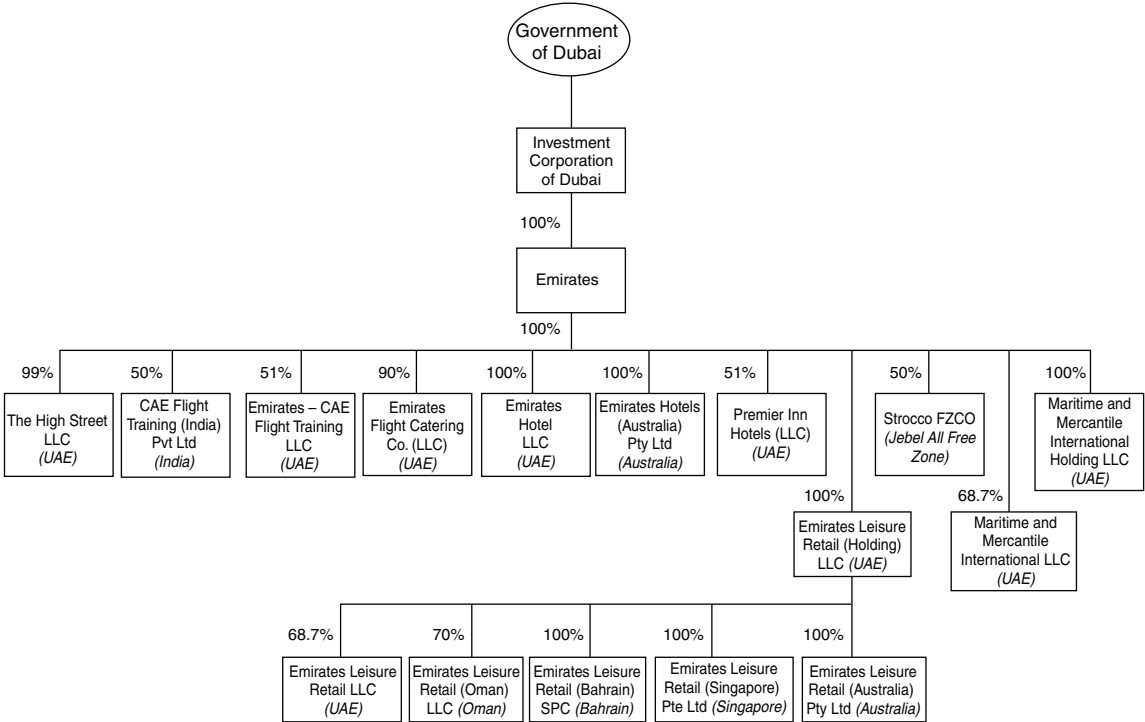 Government
of Dubai
Investment
Corporation
of Dubai
100%
Emirates
100%
99%
50%
51%
90%
100%
100%
51%
50%
100%
The High Street
LLC
(UAE)
CAE Flight
Training (India)
Pvt Ltd
(India)
Emirates – CAE
Flight Training
LLC
(UAE)
Emirates
Flight Catering
Co. (LLC)
(UAE)
Emirates
Hotel
LLC
(UAE)
Emirates Hotels
(Australia)
Pty Ltd
(Australia)
Premier Inn
Hotels (LLC)
(UAE)
Strocco FZCO
(Jebel All Free
Zone)
Maritime and
Mercantile
International
Holding LLC
(UAE)
100%
68.7%
Emirates Leisure
Retail (Holding)
LLC (UAE)
Maritime and
Mercantile
International LLC
(UAE)
68.7%
70%
100%
100%
100%
Emirates Leisure
Retail LLC
(UAE)
Emirates Leisure
Retail (Oman)
LLC (Oman)
Emirates Leisure
Retail (Bahrain)
SPC (Bahrain)
Emirates Leisure
Retail (Singapore)
Pte Ltd (Singapore)
Emirates Leisure
Retail (Australia)
Pty Ltd (Australia)